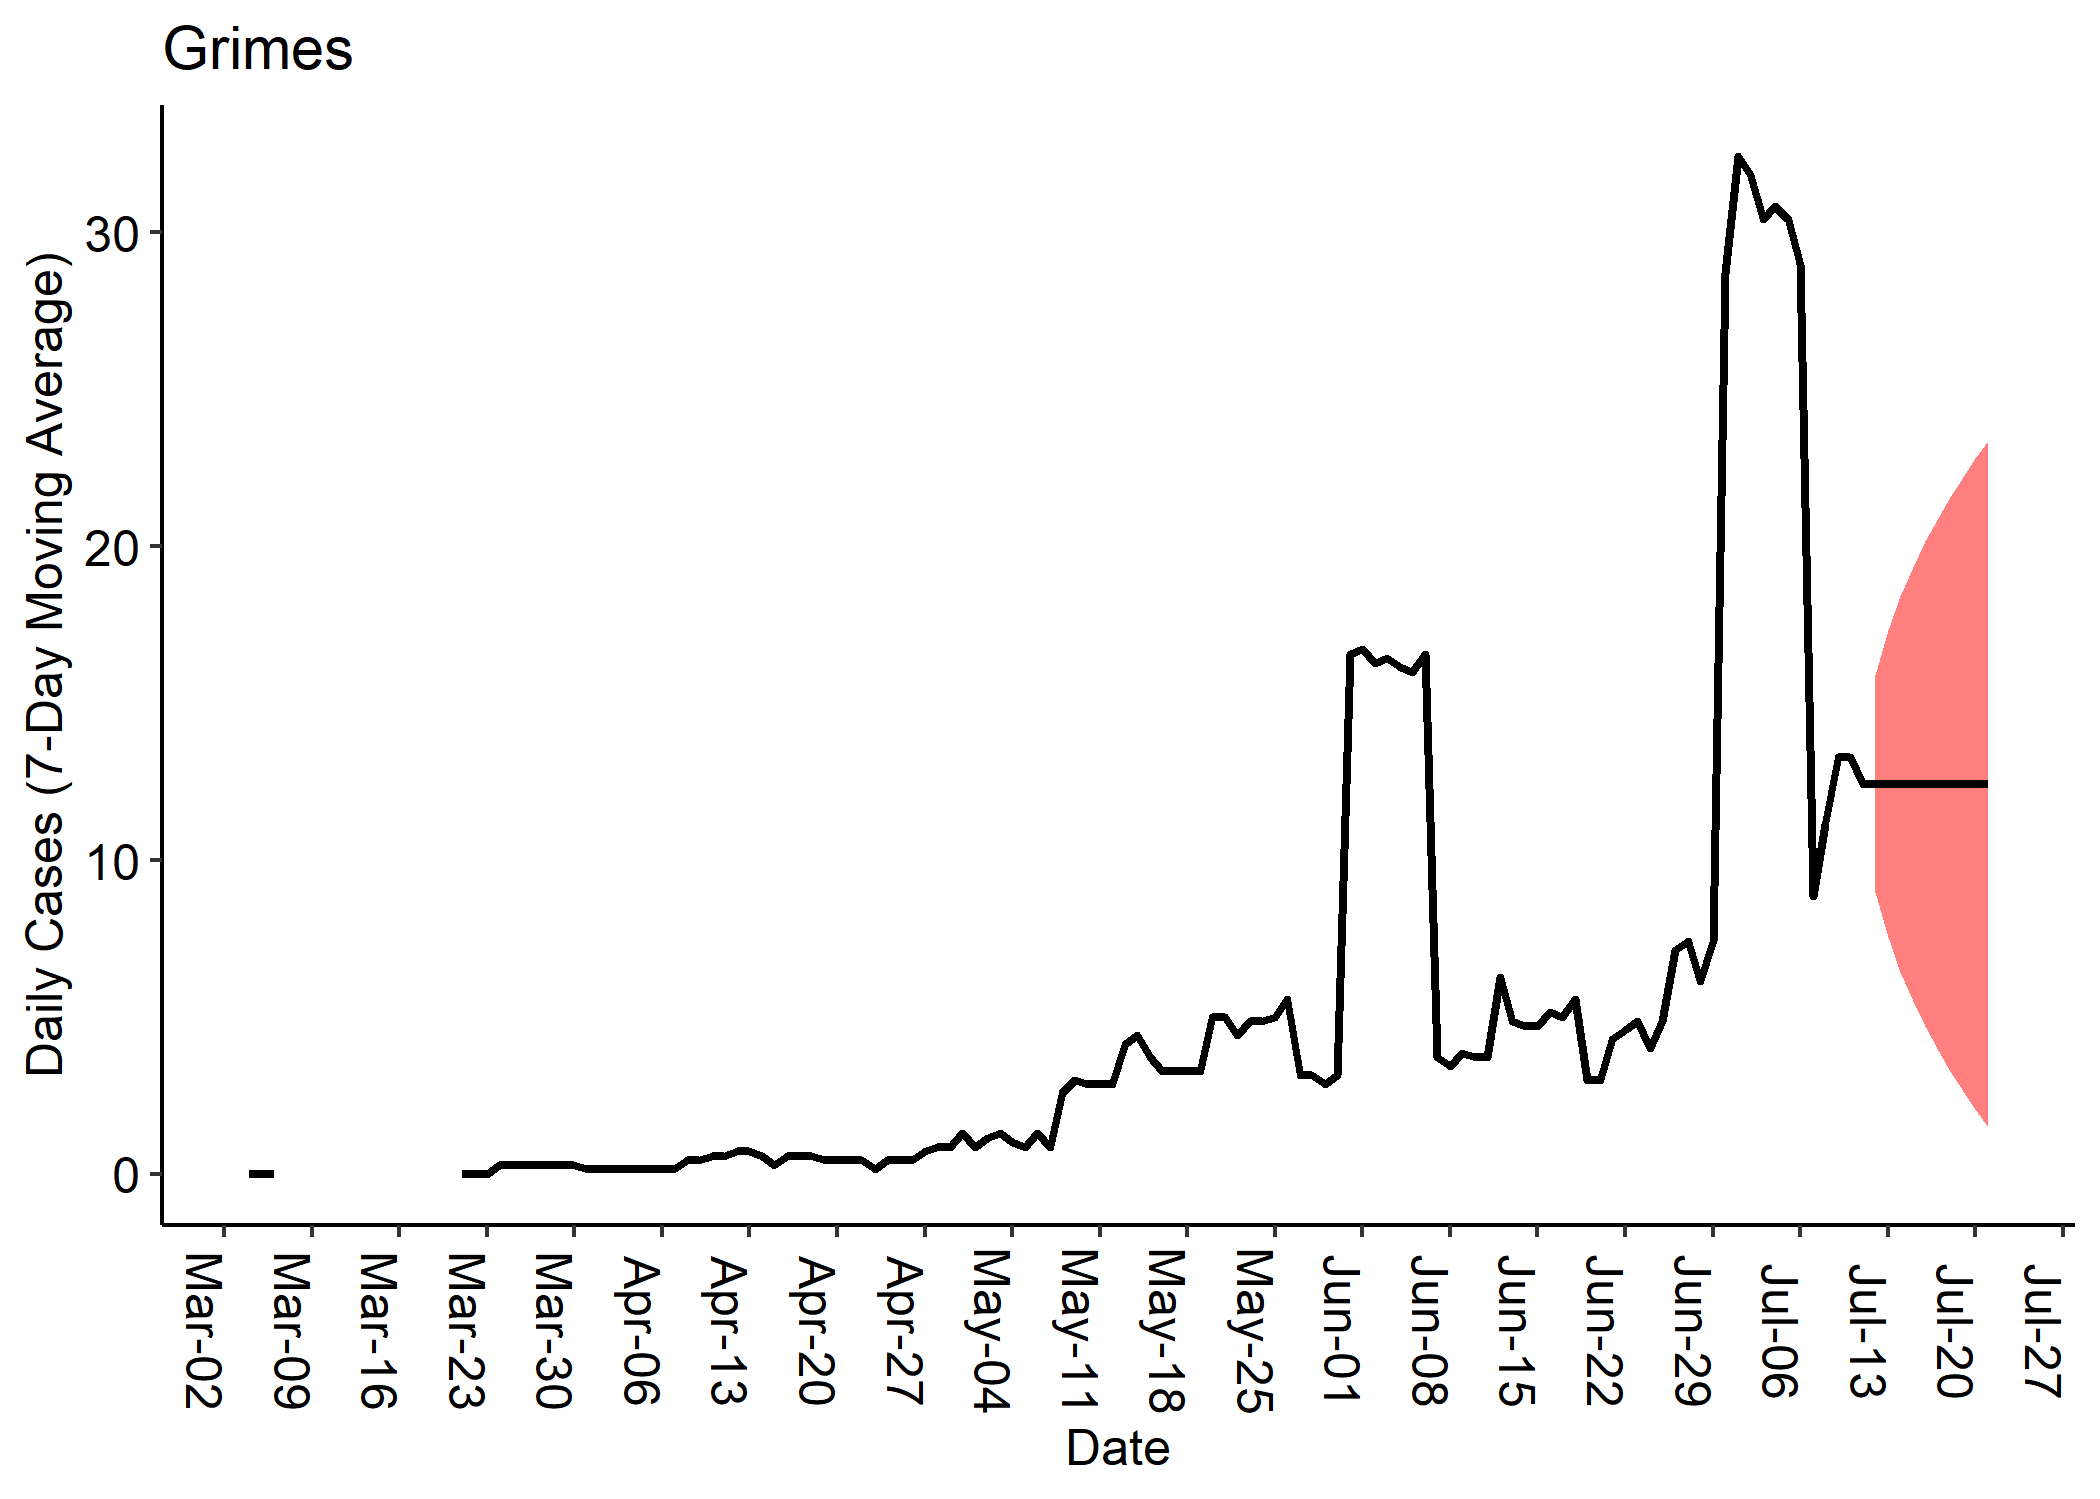 Grimes
Daily Cases (7-Day Moving Average)
30
20
10
0
Mar-02
Mar-09
Mar-16
Mar-23
Mar-30
Apr-06
Apr-13
Apr-20
Apr-27
May-04
May-11
May-18
May-25
Jun-01
Jun-08
Jun-15
Jun-22
Jun-29
Jul-06
Jul-13
Jul-20
Jul-27
Date